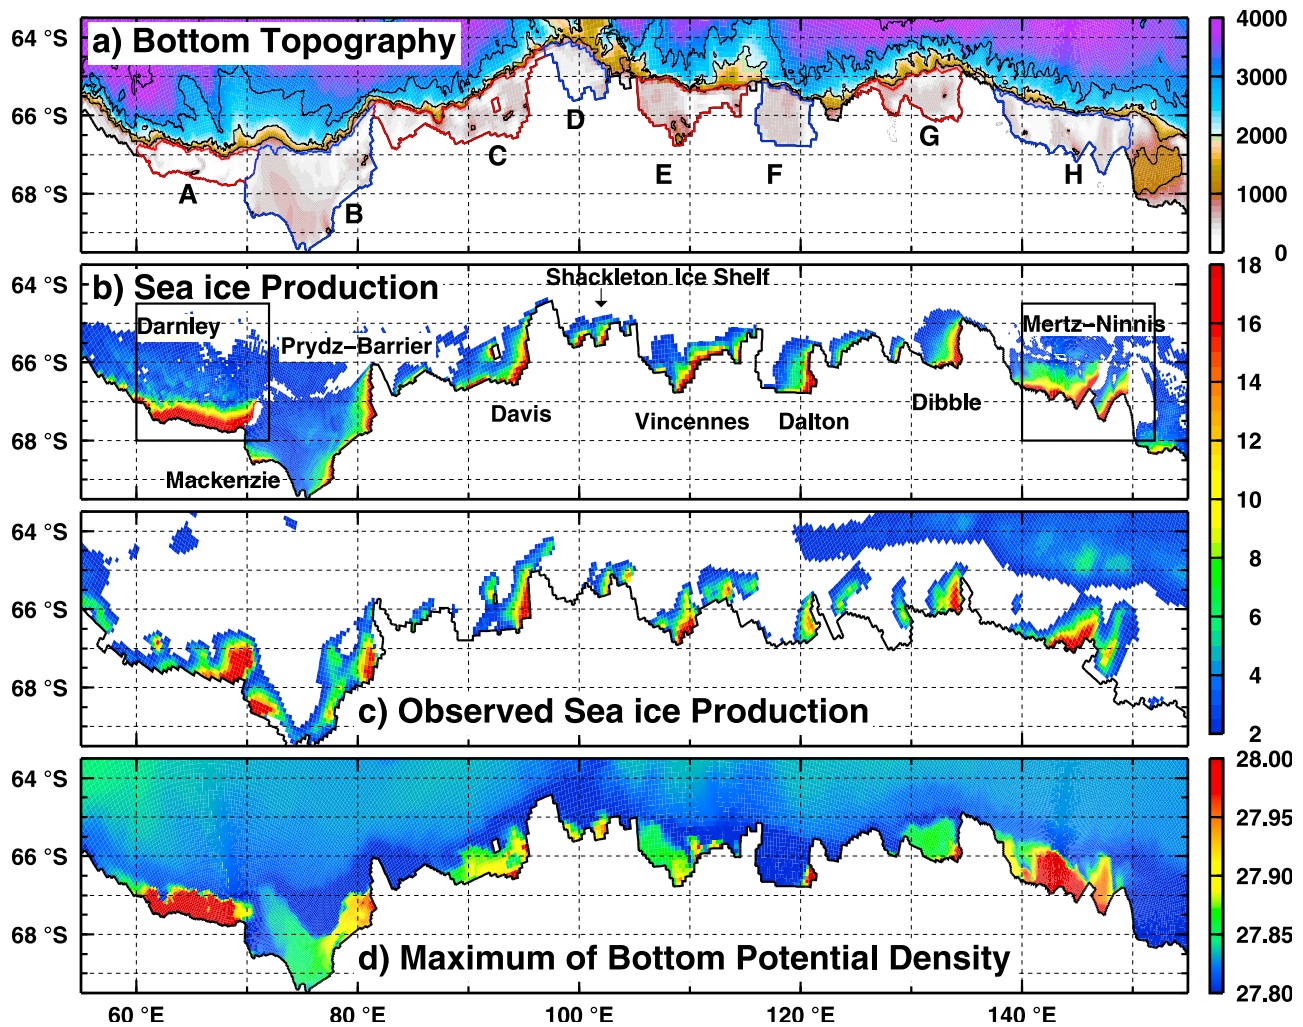 64 °S
66 °S
68 °S
a) Bottom Topography
A
B
C
D
E
F
G
H
4000
3000
2000
1000
0
64 °S
66 °S
68 °S
b) Sea ice Production
Shackleton Ice Shelf
Darnley
Prydz-Barrier
Mertz-Ninnis
Davis
Vincennes
Dalton
Dibble
Mackenzie
18
16
14
12
10
8
6
4
2
64 °S
66 °S
68 °S
c) Observed Sea ice Production
64 °S
66 °S
68 °S
d) Maximum of Bottom Potential Density
28.00
27.95
27.90
27.85
27.80
60 °E
80 °E
100 °E
120 °E
140 °E